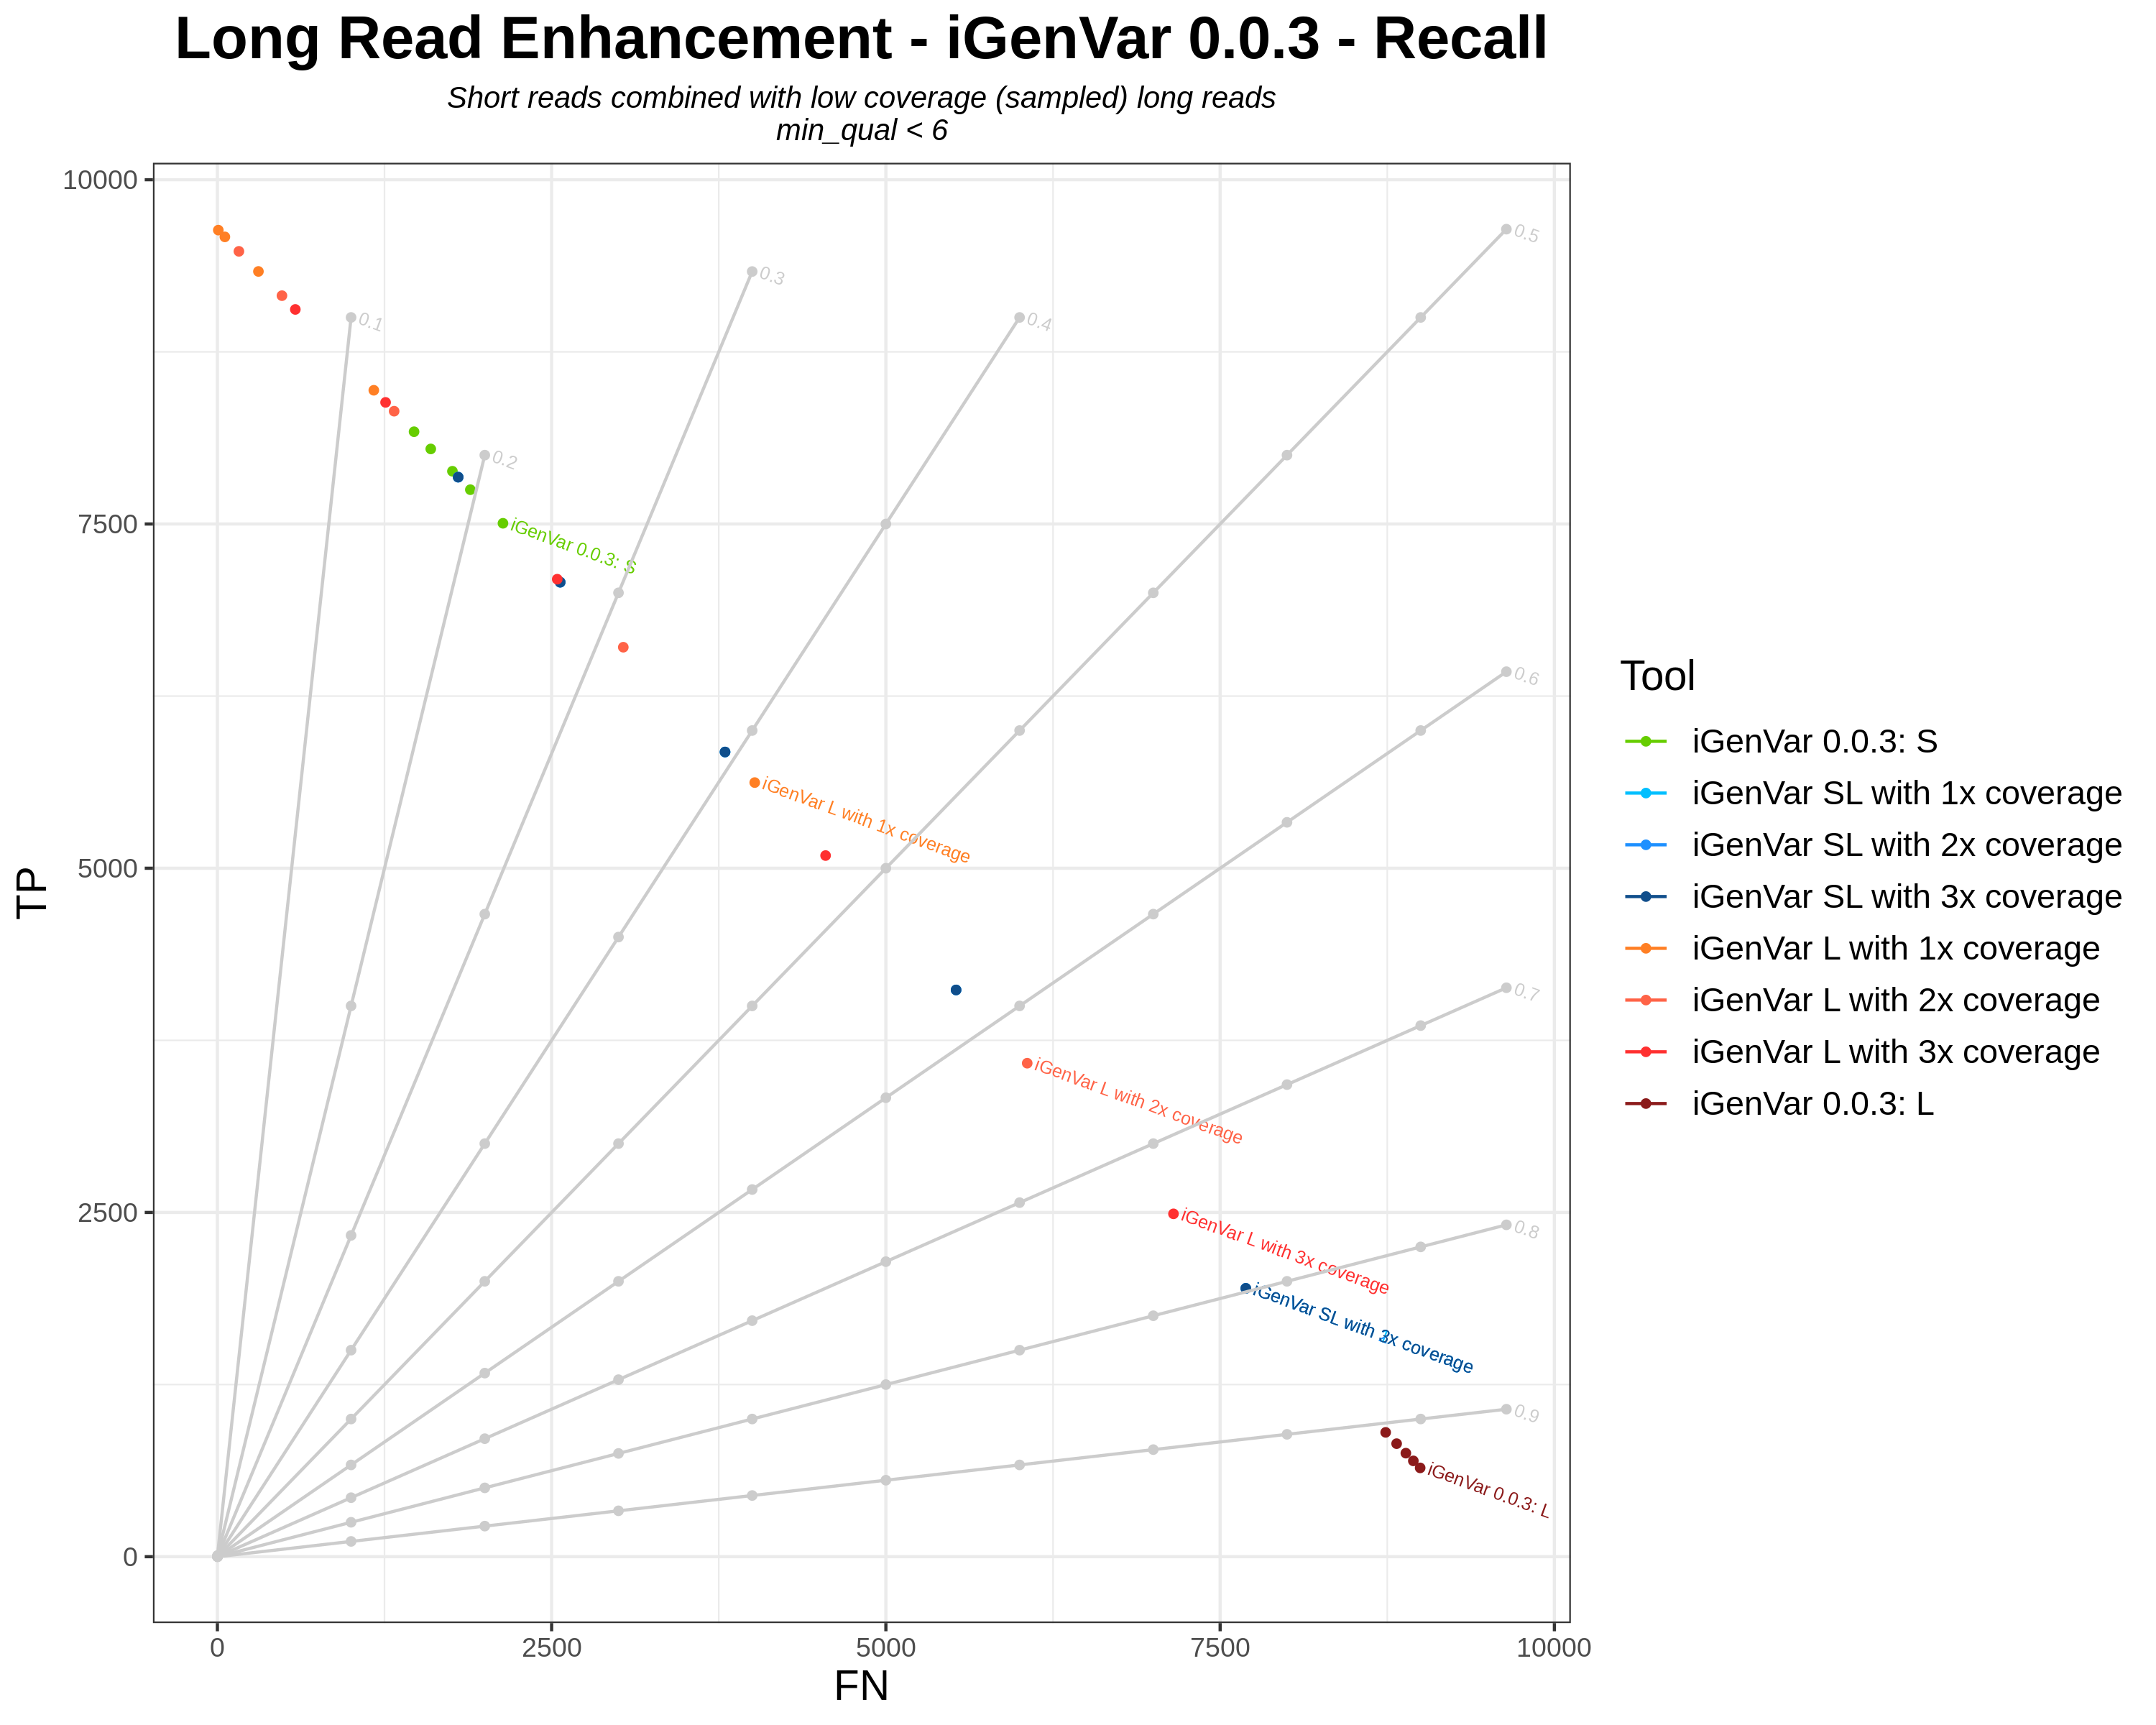 Long Read Enhancement - iGenVar 0.0.3 - Recall
Short reads combined with low coverage (sampled) long reads
min_qual < 6
TP
10000
7500
5000
2500
0
0.1
0.2
0.3
0.4
0.5
0.6
0.7
0.8
0.9
iGenVar 0.0.3: S
iGenVar L with 1x coverage
iGenVar L with 2x coverage
iGenVar L with 3x coverage
iGenVar SL with 3x coverage
iGenVar 0.0.3: L
0
2500
5000
7500
10000
FN
Tool
iGenVar 0.0.3: S
iGenVar SL with 1x coverage
iGenVar SL with 2x coverage
iGenVar SL with 3x coverage
iGenVar L with 1x coverage
iGenVar L with 2x coverage
iGenVar L with 3x coverage
iGenVar 0.0.3: L